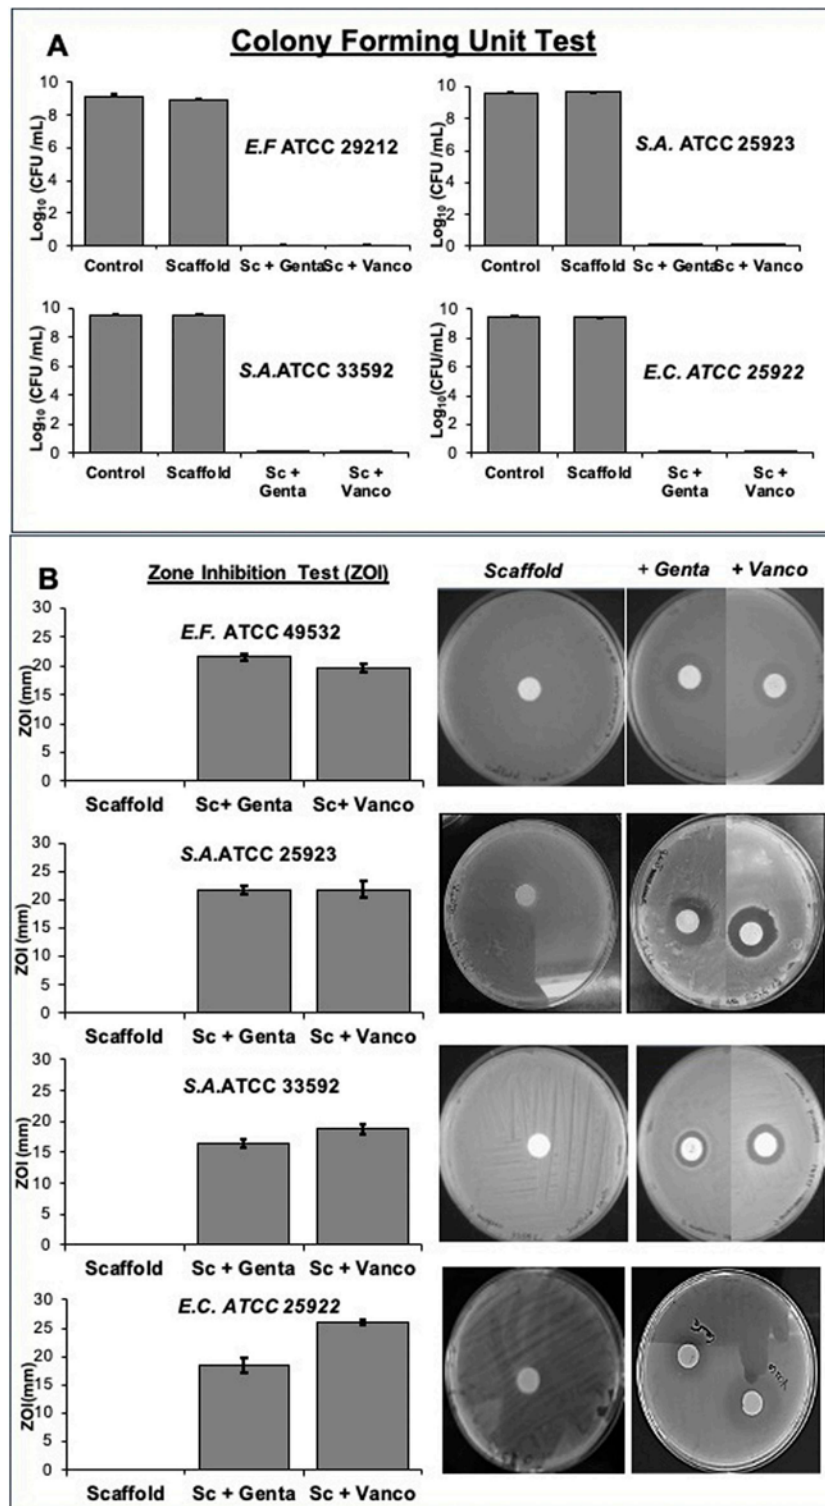 A
Colony Forming Unit Test
Log10 (CFU /mL)
10
8
6
4
2
0
E.F ATCC 29212
Control Scaffold Sc + Genta Sc + Vanco
Log10 (CFU /mL)
10
8
6
4
2
0
S.A. ATCC 25923
Control Scaffold Sc + Genta Sc + Vanco
Log10 (CFU /mL)
10
8
6
4
2
0
S.A.ATCC 33592
Control Scaffold Sc + Genta Sc + Vanco
Log10(CFU/mL)
10
8
6
4
2
0
E.C. ATCC 25922
Control Scaffold Sc + Genta Sc + Vanco
B
Zone Inhibition Test (ZOI)
Scaffold + Genta + Vanco
E.F. ATCC 49532
ZOI (mm)
30
25
20
15
10
5
0
Scaffold Sc+ Genta Sc+ Vanco
S.A.ATCC 25923
ZOI (mm)
30
25
20
15
10
5
0
Scaffold Sc + Genta Sc + Vanco
S.A.ATCC 33592
ZOI (mm)
30
25
20
15
10
5
0
Scaffold Sc + Genta Sc + Vanco
E.C. ATCC 25922
ZOI(mm)
30
25
20
15
10
5
0
Scaffold Sc + Genta Sc + Vanco